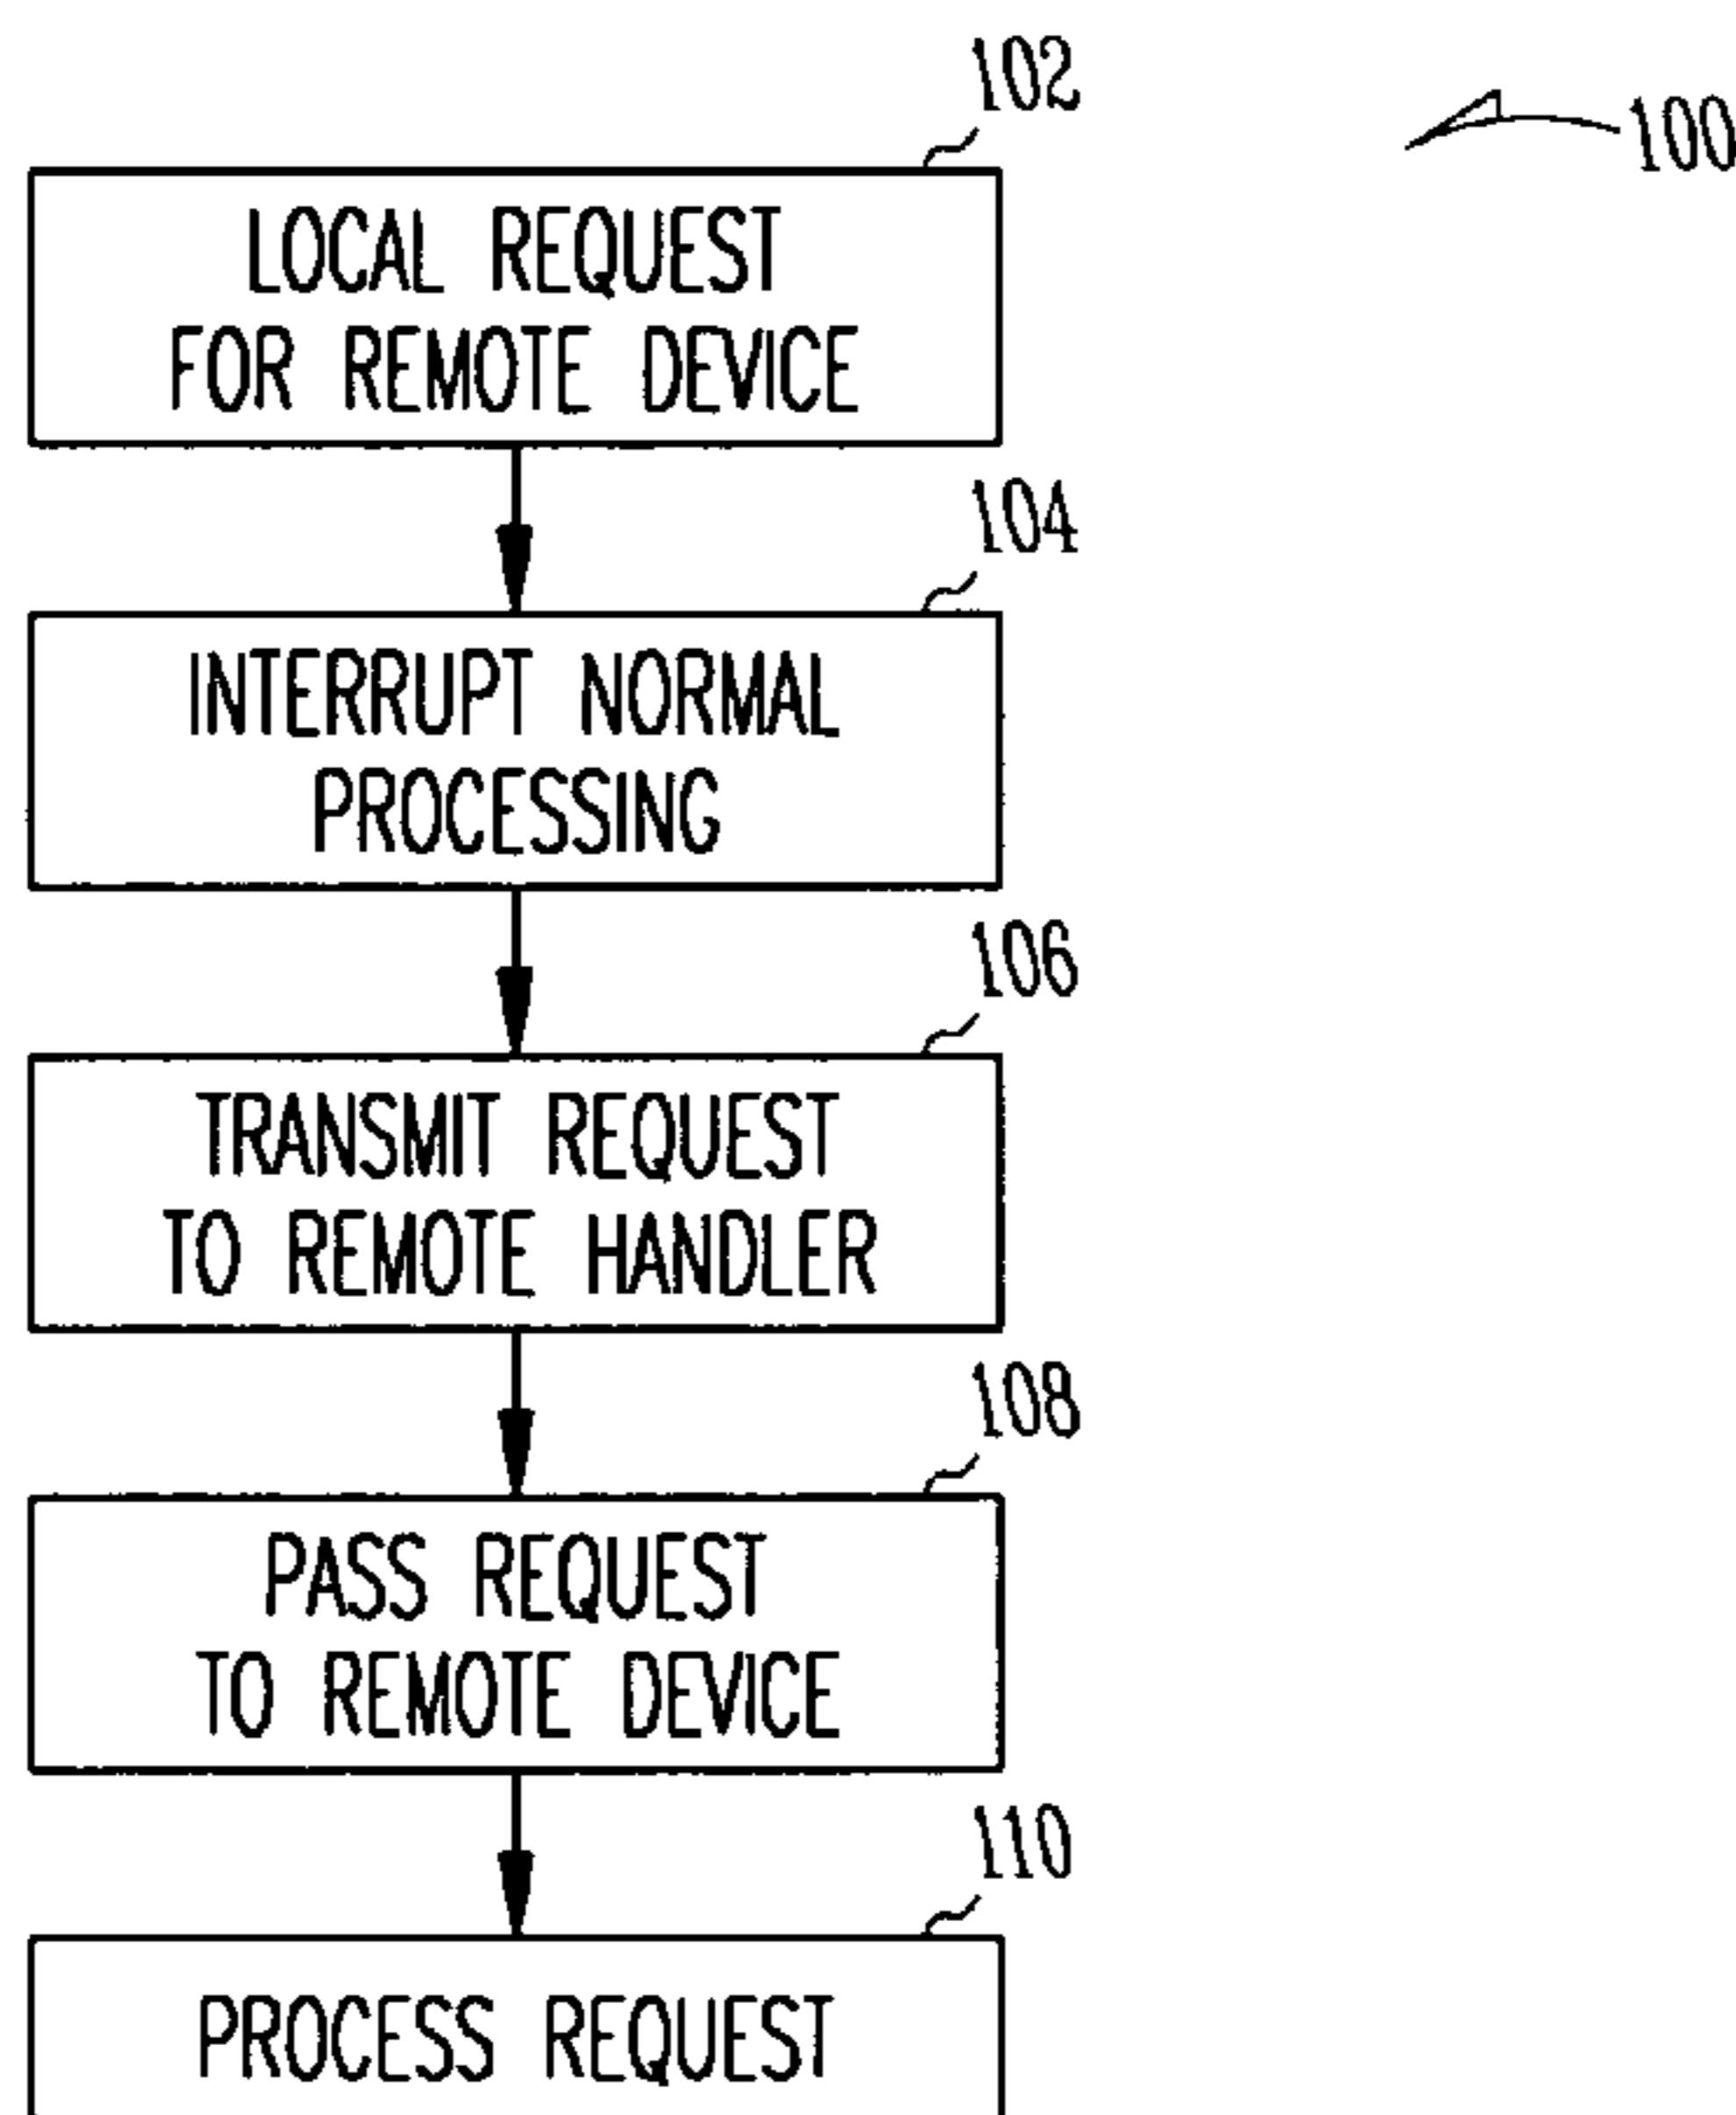 102
100
LOCAL REQUEST
FOR REMOTE DEVICE
104
INTERRUPT NORMAL
PROCESSING
106
TRANSMIT REQUEST
TO REMOTE HANDLER
108
PASS REQUEST
TO REMOTE DEVICE
110
PROCESS REQUEST